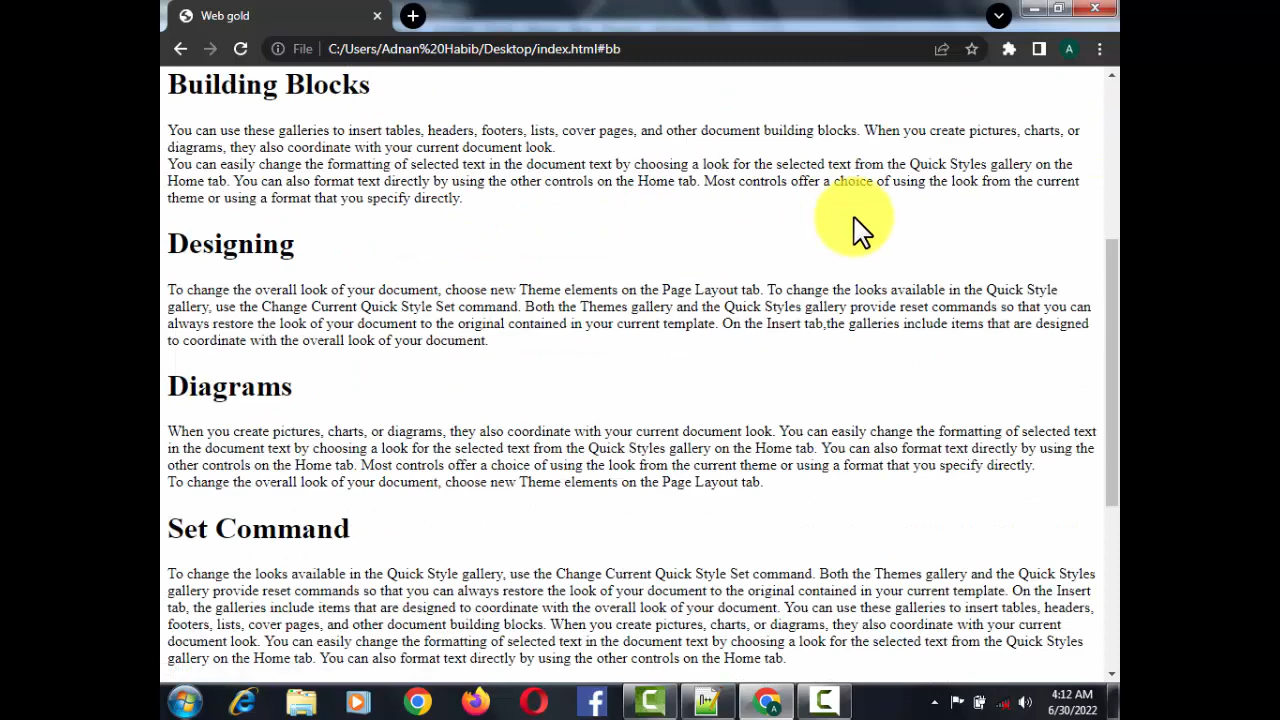 Web gold
File C:/Users/Adnan%20Habib/Desktop/index.html#bb
A
Building Blocks
You can use these galleries to insert tables, headers, footers, lists, cover pages, and other document building blocks. When you create pictures, charts, or
diagrams, they also coordinate with your current document look.
You can easily change the formatting of selected text in the document text by choosing a look for the selected text from the Quick Styles gallery on the
Home tab. You can also format text directly by using the other controls on the Home tab. Most controls offer a choice of using the look from the current
theme or using a format that you specify directly.
Designing
To change the overall look of your document, choose new Theme elements on the Page Layout tab. To change the looks available in the Quick Style
gallery, use the Change Current Quick Style Set command. Both the Themes gallery and the Quick Styles gallery provide reset commands so that you can
always restore the look of your document to the original contained in your current template. On the Insert tab,the galleries include items that are designed
to coordinate with the overall look of your document.
Diagrams
When you create pictures, charts, or diagrams, they also coordinate with your current document look. You can easily change the formatting of selected text
in the document text by choosing a look for the selected text from the Quick Styles gallery on the Home tab. You can also format text directly by using the
other controls on the Home tab. Most controls offer a choice of using the look from the current theme or using a format that you specify directly.
To change the overall look of your document, choose new Theme elements on the Page Layout tab.
Set Command
To change the looks available in the Quick Style gallery, use the Change Current Quick Style Set command. Both the Themes gallery and the Quick Styles
gallery provide reset commands so that you can always restore the look of your document to the original contained in your current template. On the Insert
tab, the galleries include items that are designed to coordinate with the overall look of your document. You can use these galleries to insert tables, headers,
footers, lists, cover pages, and other document building blocks. When you create pictures, charts, or diagrams, they also coordinate with your current
document look. You can easily change the formatting of selected text in the document text by choosing a look for the selected text from the Quick Styles
gallery on the Home tab. You can also format text directly by using the other controls on the Home tab.
4:12 AM
6/30/2022